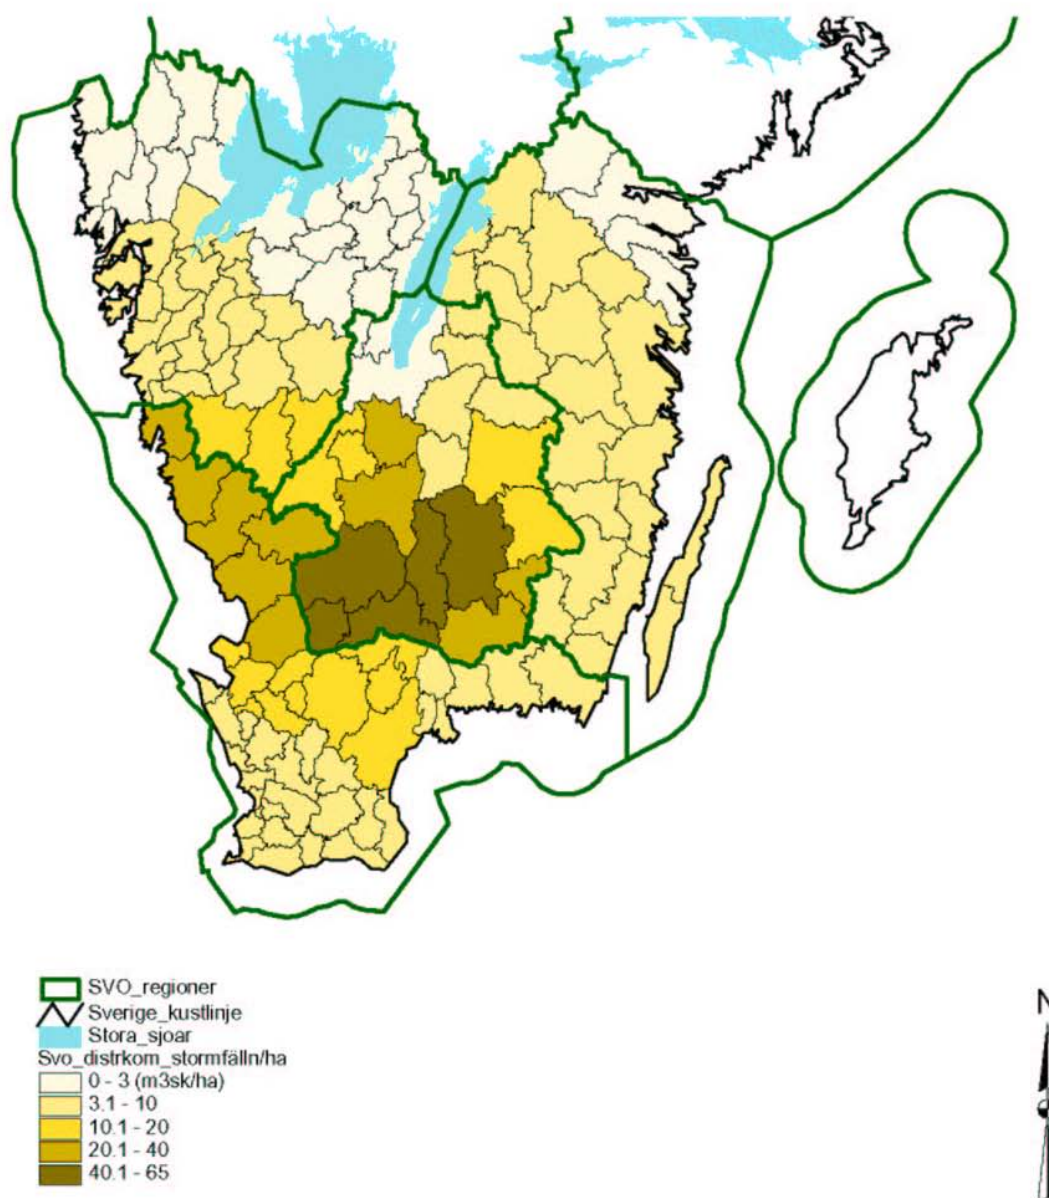 SVO_regioner
Sverige_kustlinje
Stora_sjoar
Svo_distrkom_stormfälln/ha
0 - 3 (m3sk/ha)
3.1 - 10
10.1 - 20
20.1 - 40
40.1 - 65
N